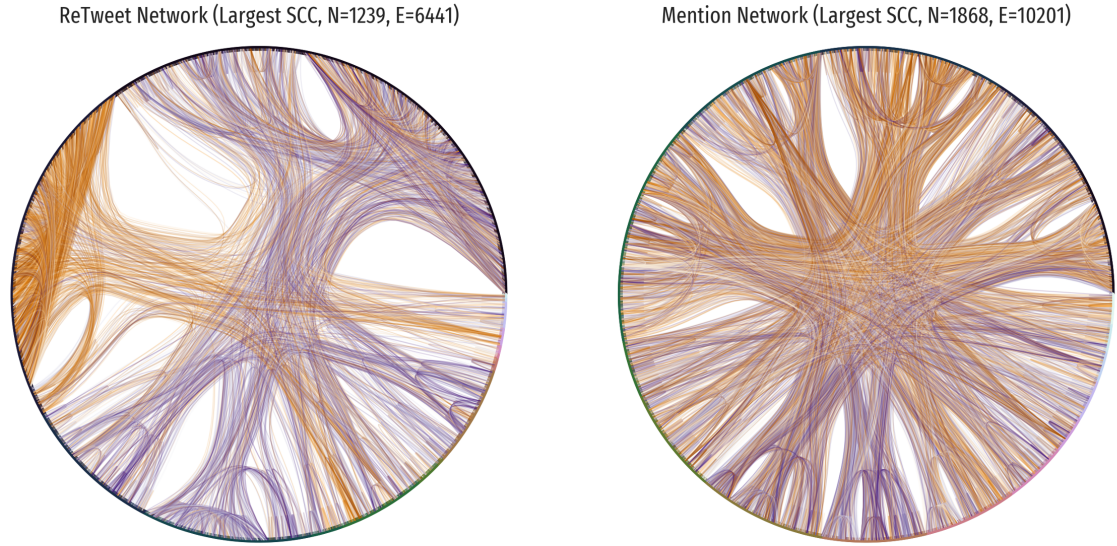 ReTweet Network (Largest SCC, N=1239, E=6441)
Mention Network (Largest SCC, N=1868, E=10201)